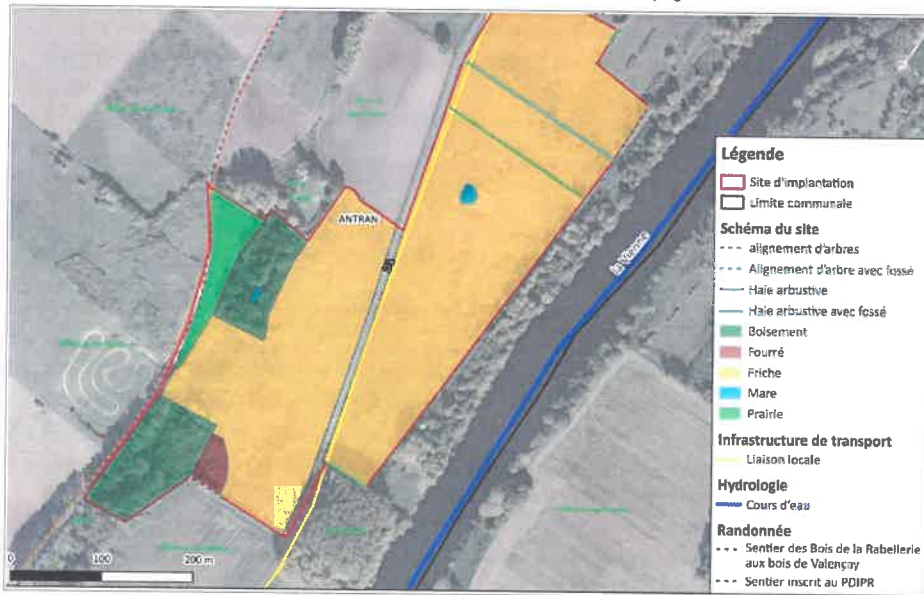 ANTRAN
la Vienne
0 100 200 m
Légende
Site d'implantation
Limite communale
Schéma du site
alignement d'arbres
Alignement d'arbre avec fossé
Haie arbustive
Haie arbustive avec fossé
Boisement
Fourré
Friche
Mare
Prairie
Infrastructure de transport
Liaison locale
Hydrologie
Cours d'eau
Randonnée
Sentier des Bois de la Rabellerie
aux bois de Valençay
Sentier inscrit au PDIPR